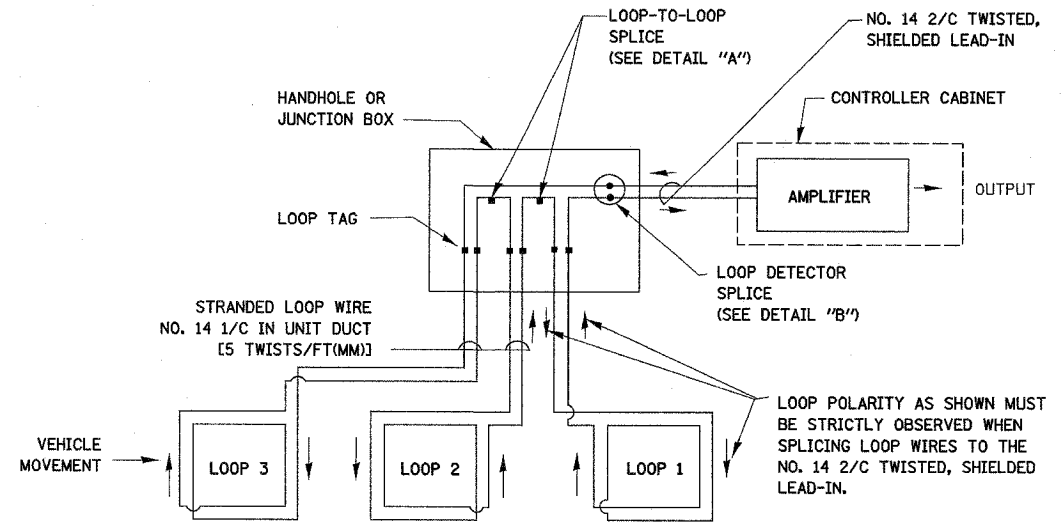 LOOP-TO-LOOP
SPLICE
(SEE DETAIL "A")
NO. 14 2/C TWISTED,
SHIELDED LEAD-IN
HANDHOLE OR
JUNCTION BOX
CONTROLLER CABINET
AMPLIFIER
OUTPUT
LOOP TAG
LOOP DETECTOR
SPLICE
(SEE DETAIL "B")
STRANDED LOOP WIRE
NO. 14 1/C IN UNIT DUCT
[5 TWISTS/FT(MM)]
LOOP POLARITY AS SHOWN MUST
BE STRICTLY OBSERVED WHEN
SPLICING LOOP WIRES TO THE
NO. 14 2/C TWISTED, SHIELDED
LEAD-IN.
VEHICLE
MOVEMENT
LOOP 3
LOOP 2
LOOP 1